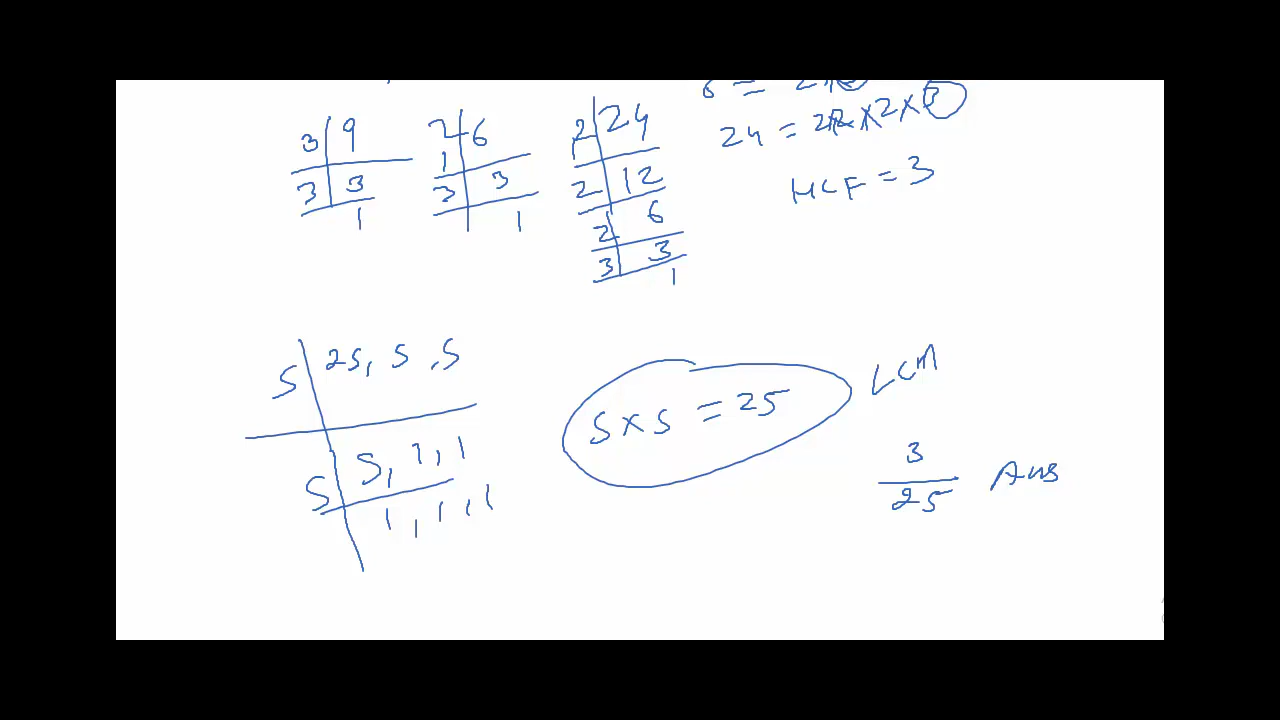 3 9
3 3
1
2 6
3 3
1
2 24
2 12
2 6
3 3
1
24 = 2×2×2×3
HCF = 3
5 25, 5, 5
5 5, 1, 1
1, 1, 1
5×5 = 25 LCM
3
25 Ans